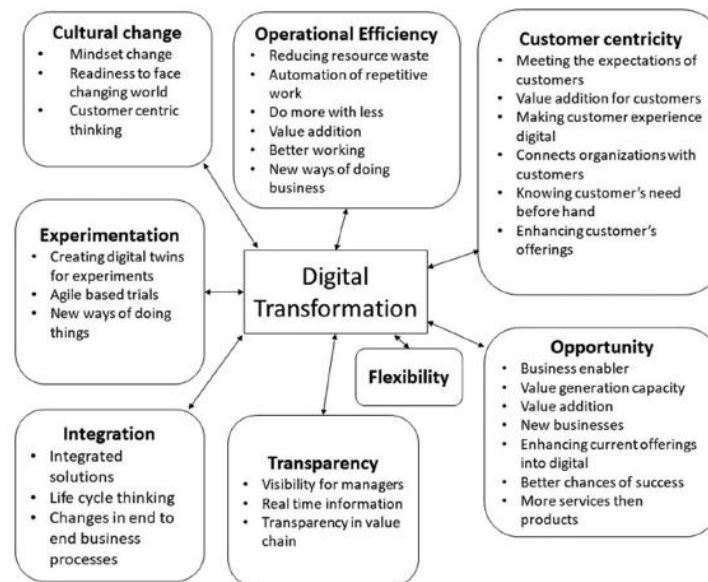 Cultural change
• Mindset change
• Readiness to face
changing world
• Customer centric
thinking
Operational Efficiency
• Reducing resource waste
• Automation of repetitive
work
• Do more with less
• Value addition
• Better working
• New ways of doing
business
Customer centricity
• Meeting the expectations of
customers
• Value addition for customers
• Making customer experience
digital
• Connects organizations with
customers
• Knowing customer's need
before hand
• Enhancing customer's
offerings
Experimentation
• Creating digital twins
for experiments
• Agile based trials
• New ways of doing
things
Digital
Transformation
Flexibility
Opportunity
• Business enabler
• Value generation capacity
• Value addition
• New businesses
• Enhancing current offerings
into digital
• Better chances of success
• More services then
products
Integration
• Integrated
solutions
• Life cycle thinking
• Changes in end to
end business
processes
Transparency
• Visibility for managers
• Real time information
• Transparency in value
chain